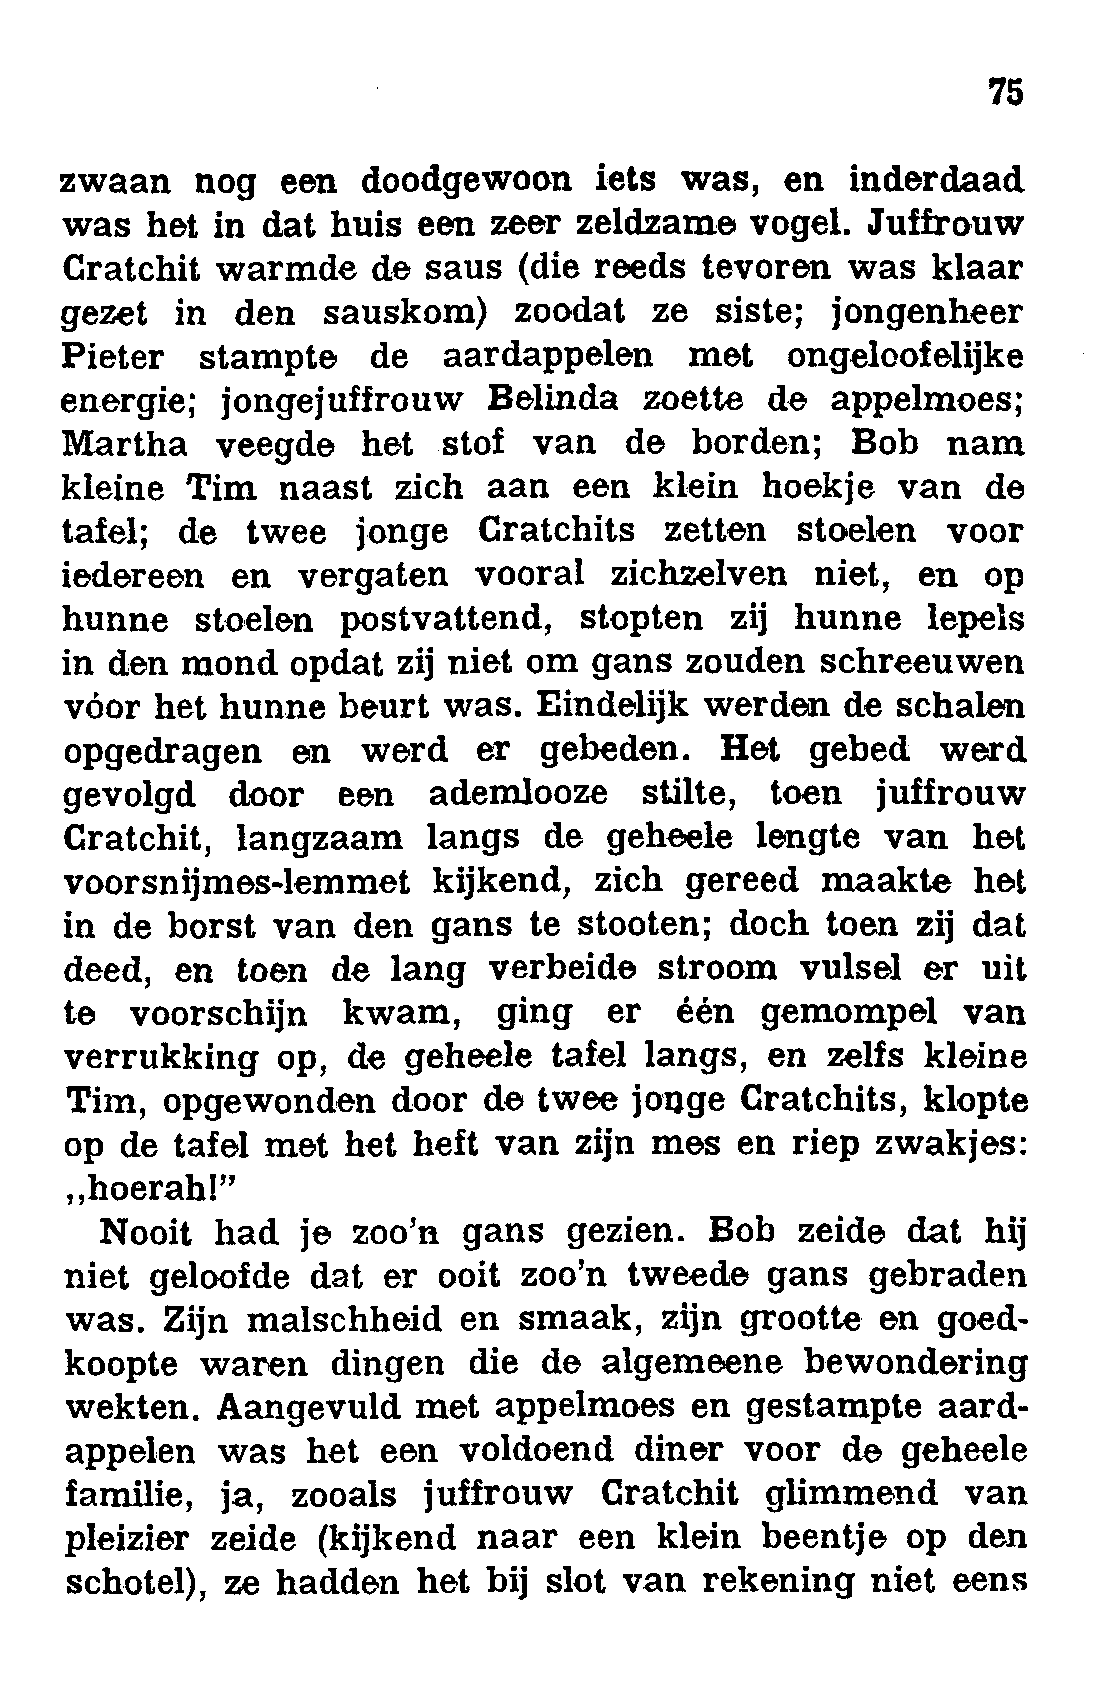 75
zwaan nog een doodgewoon iets was, en inderdaad
was het in dat huis een zeer zeldzame vogel. Juffrouw
Cratchit warmde de saus (die reeds tevoren was klaar
gezet in den sauskom) zoodat ze siste; jongenheer
Pieter stampte de aardappelen met ongeloofelijke
energie; jongejuffrouw Belinda zoette de appelmoes;
Martha veegde het stof van de borden; Bob nam
kleine Tim naast zich aan een klein hoekje van de
tafel; de twee jonge Cratchits zetten stoelen voor
iedereen en vergaten vooral zichzelven niet, en op
hunne stoelen postvattend, stopten zij hunne lepels
in den mond opdat zij niet om gans zouden schreeuwen
vóor het hunne beurt was. Eindelijk werden de schalen
opgedragen en werd er gebeden. Het gebed werd
gevolgd door een ademlooze stilte, toen juffrouw
Cratchit, langzaam langs de geheele lengte van het
voorsnijmes-lemmet kijkend, zich gereed maakte het
in de borst van den gans te stooten; doch toen zij dat
deed, en toen de lang verbeide stroom vulsel er uit
te voorschijn kwam, ging er één gemompel van
verrukking op, de geheele tafel langs, en zelfs kleine
Tim, opgewonden door de twee jonge Cratchits, klopte
op de tafel met het heft van zijn mes en riep zwakjes:
,,hoerah!”
Nooit had je zoo'n gans gezien. Bob zeide dat hij
niet geloofde dat er ooit zoo'n tweede gans gebraden
was. Zijn malschheid en smaak, zijn grootte en goed-
koopte waren dingen die de algemeene bewondering
wekten. Aangevuld met appelmoes en gestampte aard-
appelen was het een voldoend diner voor de geheele
familie, ja, zooals juffrouw Cratchit glimmend van
pleizier zeide (kijkend naar een klein beentje op den
schotel), ze hadden het bij slot van rekening niet eens